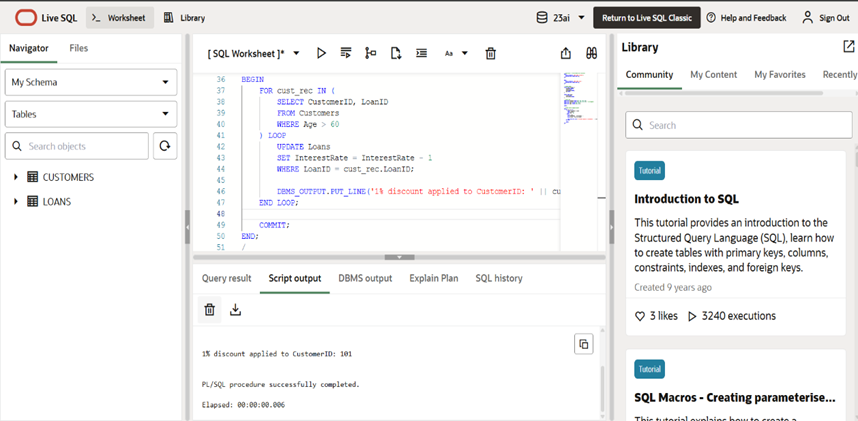 Live SQL
Worksheet
Library
23ai
Return to Live SQL Classic
Help and Feedback
Sign Out
Navigator
Files
My Schema
Tables
Search objects
CUSTOMERS
LOANS
[ SQL Worksheet ]*
Aa
36 BEGIN
37 FOR cust_rec IN (
38 SELECT CustomerID, LoanID
39 FROM Customers
40 WHERE Age > 60
41 ) LOOP
42 UPDATE Loans
43 SET InterestRate = InterestRate - 1
44 WHERE LoanID = cust_rec.LoanID;
45
46 DBMS_OUTPUT.PUT_LINE('1% discount applied to CustomerID: ' || cu
47 END LOOP;
48
49 COMMIT;
50 END;
51 /
Query result
Script output
DBMS output
Explain Plan
SQL history
1% discount applied to CustomerID: 101
PL/SQL procedure successfully completed.
Elapsed: 00:00:00.006
Library
Community
My Content
My Favorites
Recently
Search
Tutorial
Introduction to SQL
This tutorial provides an introduction to the
Structured Query Language (SQL), learn how
to create tables with primary keys, columns,
constraints, indexes, and foreign keys.
Created 9 years ago
3 likes
3240 executions
Tutorial
SQL Macros - Creating parameterise...
This tutorial explains how to create a